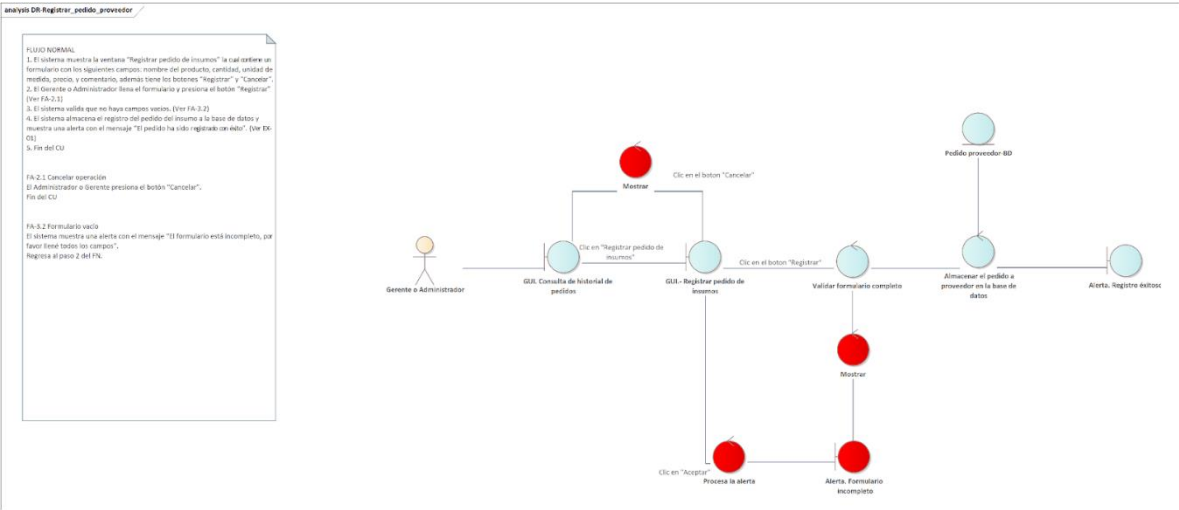 analysis DR-Registrar_pedido_proveedor
FLUJO NORMAL
1. El sistema muestra la ventana "Registrar pedido de insumos" la cual contiene un
formulario con los siguientes campos: nombre del producto, cantidad, unidad de
medida, precio, y comentario, además tiene los botones "Registrar" y "Cancelar".
2. El Gerente o Administrador llena el formulario y presiona el botón "Registrar"
(Ver FA-2.1)
3. El sistema valida que no haya campos vacíos. (Ver FA-3.2)
4. El sistema almacena el registro del pedido del insumo a la base de datos y
muestra una alerta con el mensaje "El pedido ha sido registrado con éxito". (Ver EX-
01)
5. Fin del CU
FA-2.1 Cancelar operación
El Administrador o Gerente presiona el botón "Cancelar".
Fin del CU
FA-3.2 Formulario vacío
El sistema muestra una alerta con el mensaje "El formulario está incompleto, por
favor llené todos los campos".
Regresa al paso 2 del FN.
Pedido proveedor-BD
Clic en el boton "Cancelar"
Mostrar
Clic en "Registrar pedido de
insumos"
Clic en el boton "Registrar"
Gerente o Administrador
GUI. Consulta de historial de
pedidos
GUI.- Registrar pedido de
insumos
Validar formulario completo
Almacenar el pedido a
proveedor en la base de
datos
Alerta. Registro éxitoso
Mostrar
Clic en "Aceptar"
Procesa la alerta
Alerta. Formulario
incompleto